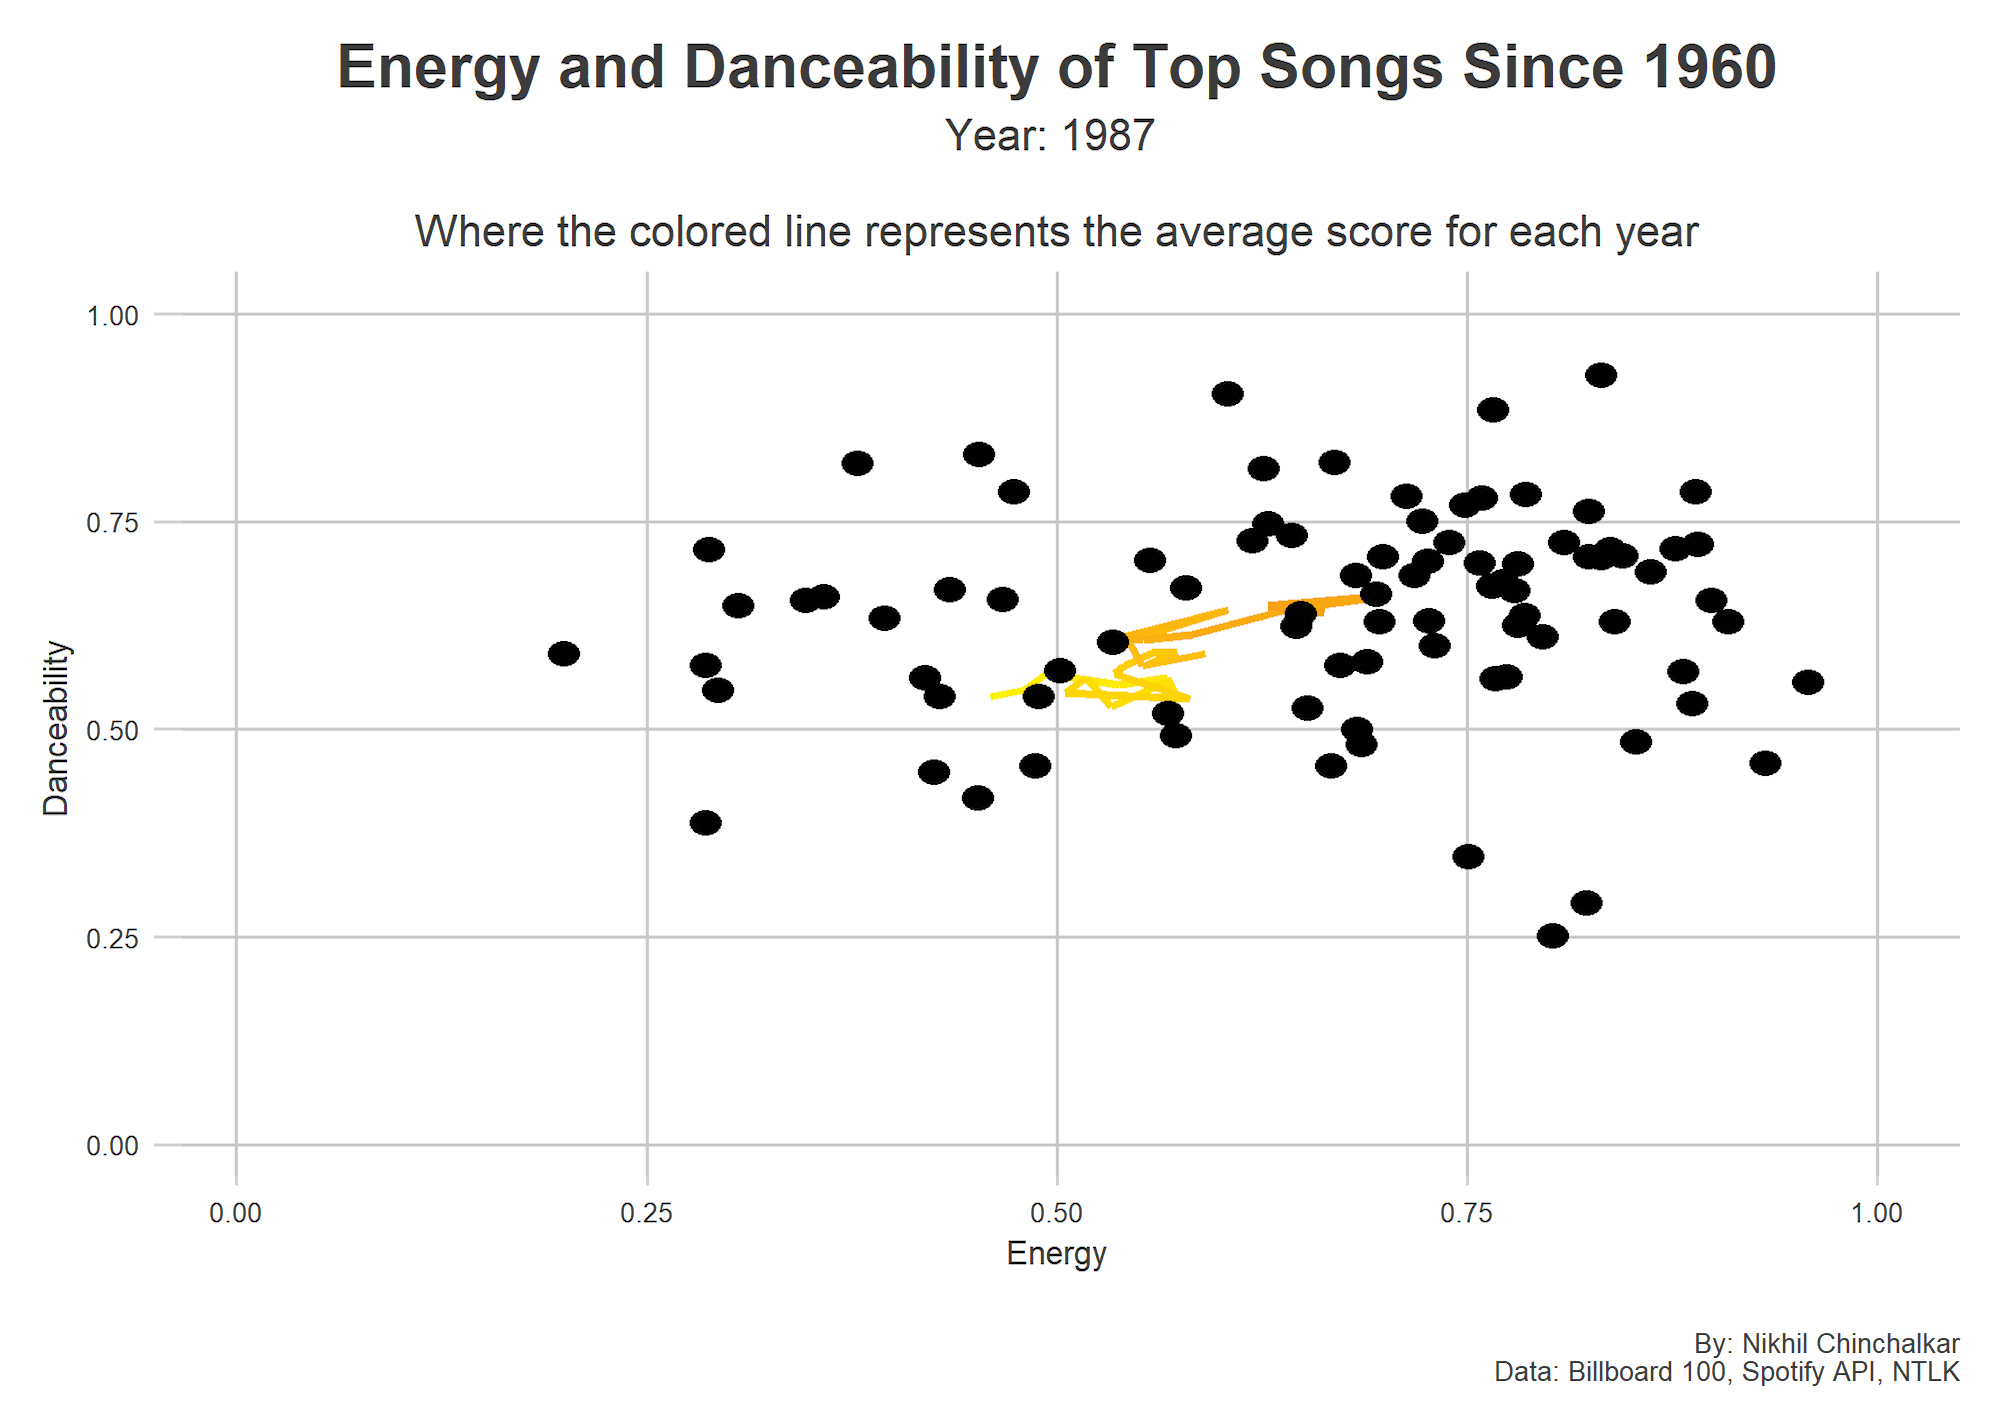 Energy and Danceability of Top Songs Since 1960
Year: 1987
Where the colored line represents the average score for each year
1.00
0.75
0.50
0.25
0.00
Danceability
0.00 0.25 0.50 0.75 1.00
Energy
By: Nikhil Chinchalkar
Data: Billboard 100, Spotify API, NTLK